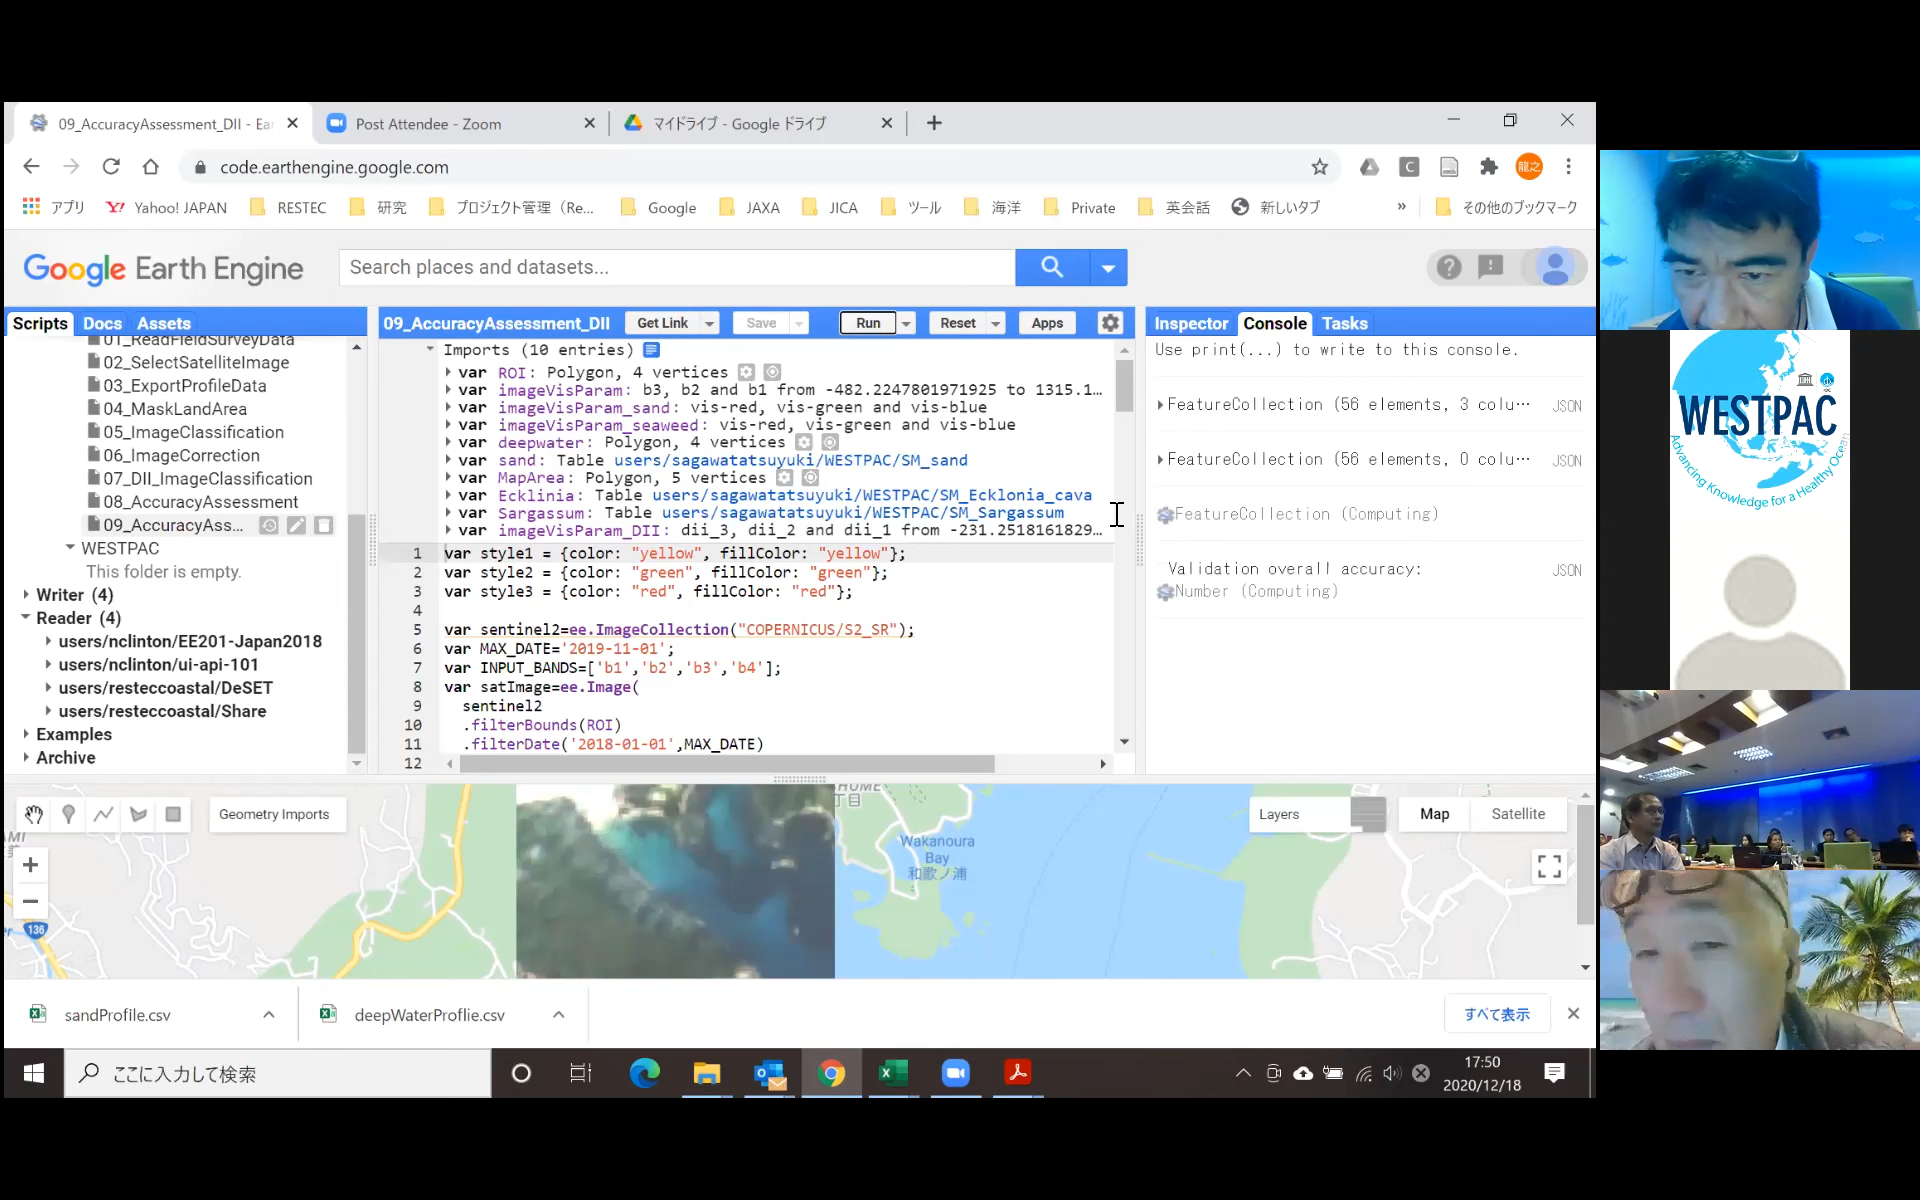 09_AccuracyAssessment_DII - Ea
Post Attendee - Zoom
マイドライブ - Google ドライブ
code.earthengine.google.com
アプリ
Yahoo! JAPAN
RESTEC
研究
プロジェクト管理（Re...
Google
JAXA
JICA
ツール
海洋
Private
英会話
新しいタブ
»
その他のブックマーク
Google Earth Engine
Search places and datasets...
Scripts Docs Assets
01_ReadFieldSurveyData
02_SelectSatelliteImage
03_ExportProfileData
04_MaskLandArea
05_ImageClassification
06_ImageCorrection
07_DII_ImageClassification
08_AccuracyAssessment
09_AccuracyAss...
WESTPAC
This folder is empty.
Writer (4)
Reader (4)
users/nclinton/EE201-Japan2018
users/nclinton/ui-api-101
users/resteccoastal/DeSET
users/resteccoastal/Share
Examples
Archive
09_AccuracyAssessment_DII
Get Link
Save
Run
Reset
Apps
Imports (10 entries)
var ROI: Polygon, 4 vertices
var imageVisParam: b3, b2 and b1 from -482.2247801971925 to 1315.1…
var imageVisParam_sand: vis-red, vis-green and vis-blue
var imageVisParam_seaweed: vis-red, vis-green and vis-blue
var deepwater: Polygon, 4 vertices
var sand: Table users/sagawatatsuyuki/WESTPAC/SM_sand
var MapArea: Polygon, 5 vertices
var Ecklinia: Table users/sagawatatsuyuki/WESTPAC/SM_Ecklonia_cava
var Sargassum: Table users/sagawatatsuyuki/WESTPAC/SM_Sargassum
var imageVisParam_DII: dii_3, dii_2 and dii_1 from -231.2518161829…
1 var style1 = {color: "yellow", fillColor: "yellow"};
2 var style2 = {color: "green", fillColor: "green"};
3 var style3 = {color: "red", fillColor: "red"};
4
5 var sentinel2=ee.ImageCollection("COPERNICUS/S2_SR");
6 var MAX_DATE='2019-11-01';
7 var INPUT_BANDS=['b1','b2','b3','b4'];
8 var satImage=ee.Image(
9 sentinel2
10 .filterBounds(ROI)
11 .filterDate('2018-01-01',MAX_DATE)
12
Inspector Console Tasks
Use print(...) to write to this console.
FeatureCollection (56 elements, 3 colu… JSON
FeatureCollection (56 elements, 0 colu… JSON
FeatureCollection (Computing)
Validation overall accuracy: JSON
Number (Computing)
Geometry Imports
丁目
Wakanoura
Bay
和歌ノ浦
136
Layers
Map
Satellite
sandProfile.csv
deepWaterProflie.csv
すべて表示
ここに入力して検索
17:50
2020/12/18
龍之
WESTPAC
Advancing Knowledge for a Healthy Ocean